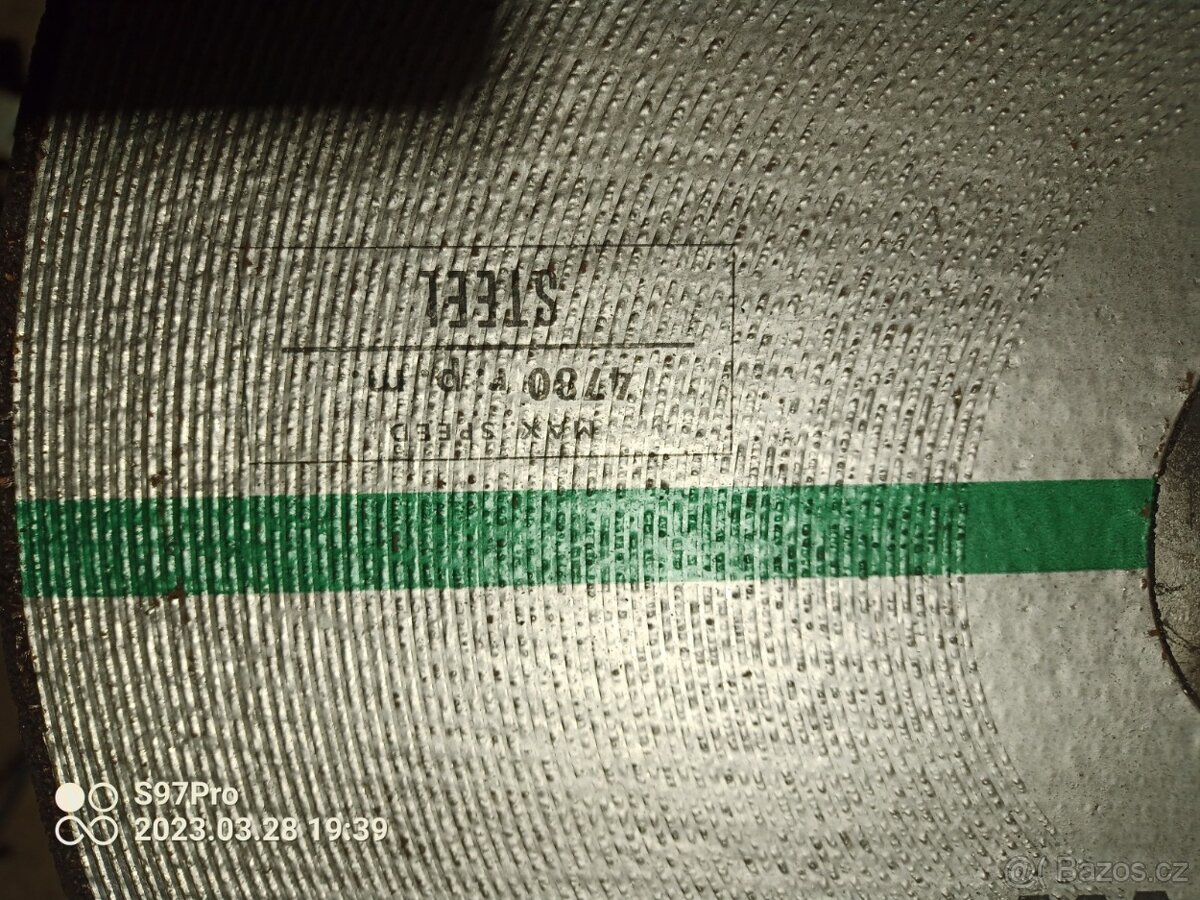 MAX SPEED
4780 r.p.m.
STEEL
S97Pro
2023.03.28 19:39
Bazos.cz